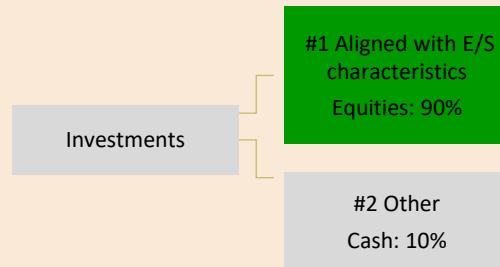 #1 Aligned with E/S
characteristics
Equities: 90%
Investments
#2 Other
Cash: 10%